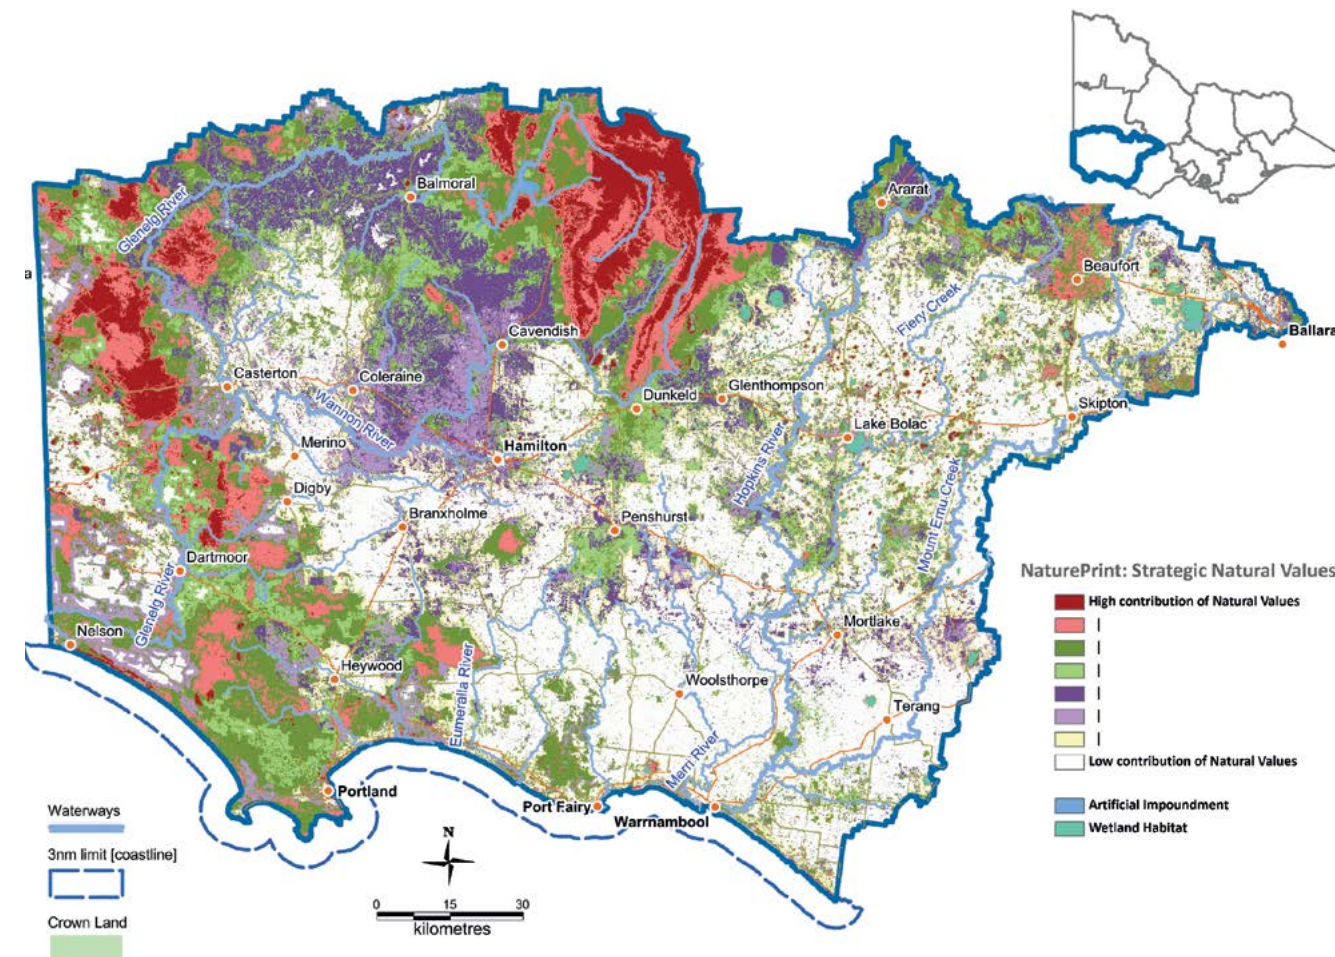 Glenelg River
Balmoral
Ararat
a
Beaufort
Fiery Creek
Cavendish
Ballara
Casterton
Coleraine
Dunkeld
Glenthompson
Skipton
Wannon River
Lake Bolac
Merino
Hamilton
Hopkins River
Digby
Branxholme
Penshurst
Mount Emu Creek
Dartmoor
Glenelg River
NaturePrint: Strategic Natural Values
High contribution of Natural Values
Nelson
Mortlake
Heywood
Eumeralla River
Woolsthorpe
Terang
Merri River
Low contribution of Natural Values
Portland
Port Fairy
Warrnambool
Artificial Impoundment
Wetland Habitat
Waterways
3nm limit [coastline]
Crown Land
N
0 15 30
kilometres